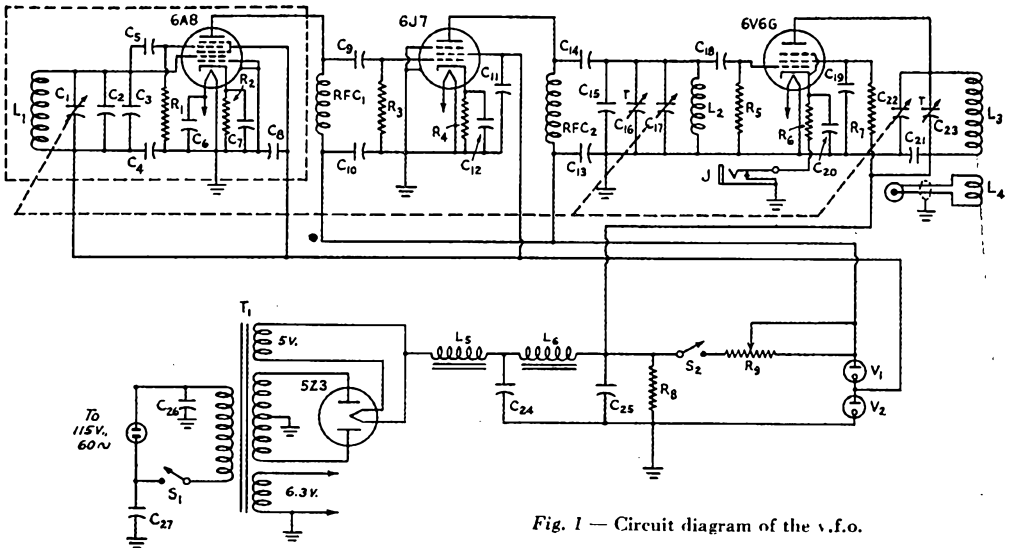 6A8
6J7
6V6G
C5
R2
C9
C14
C18
L1
C1
C2
C3
R1
C6
C7
C8
C4
RFC1
R3
C11
R4
C12
C10
RFC2
C15
T
C16
C17
L2
R5
R6
C19
C20
R7
C22
T
C23
L3
C21
C13
J
L4
T1
5V.
5Z3
6.3V.
L5
L6
C24
C25
R8
S2
R9
V1
V2
To
115V.,
60~
C26
S1
C27
Fig. 1 — Circuit diagram of the v.f.o.